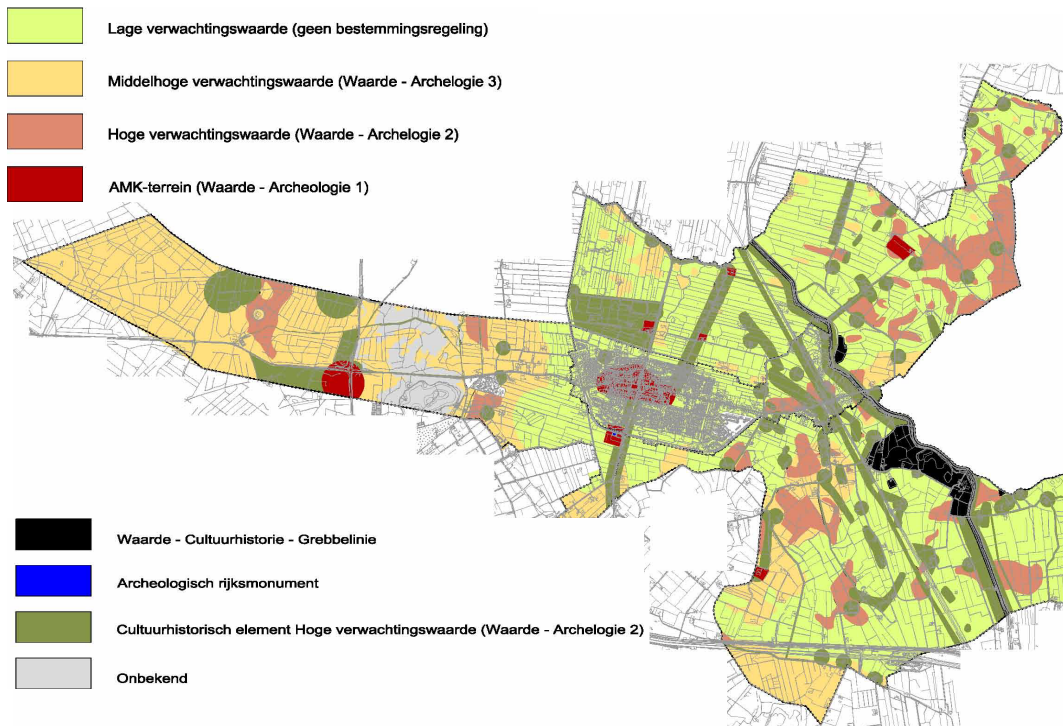 Lage verwachtingswaarde (geen bestemmingsregeling)
Middelhoge verwachtingswaarde (Waarde - Archelogie 3)
Hoge verwachtingswaarde (Waarde - Archelogie 2)
AMK-terrein (Waarde - Archeologie 1)
Waarde - Cultuurhistorie - Grebbelinie
Archeologisch rijksmonument
Cultuurhistorisch element Hoge verwachtingswaarde (Waarde - Archelogie 2)
Onbekend